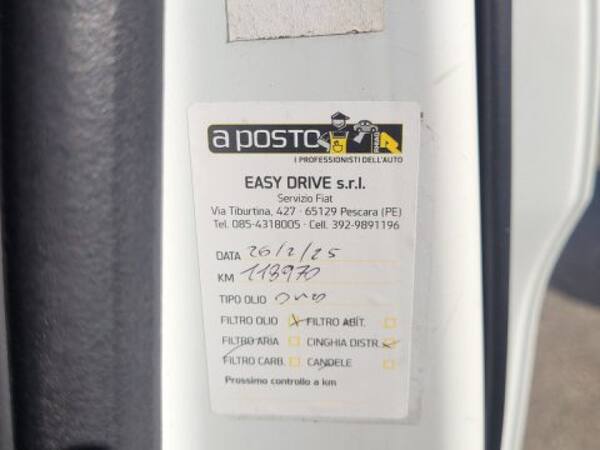 a posto
I PROFESSIONISTI DELL'AUTO
EASY DRIVE s.r.l.
Servizio Fiat
Via Tiburtina, 427 - 65129 Pescara (PE)
Tel. 085-4318005 - Cell. 392-9891196
DATA 26/2/25
KM 118970
TIPO OLIO
FILTRO OLIO FILTRO ABIT.
FILTRO ARIA CINGHIA DISTR.
FILTRO CARB. CANDELE
Prossimo controllo a km